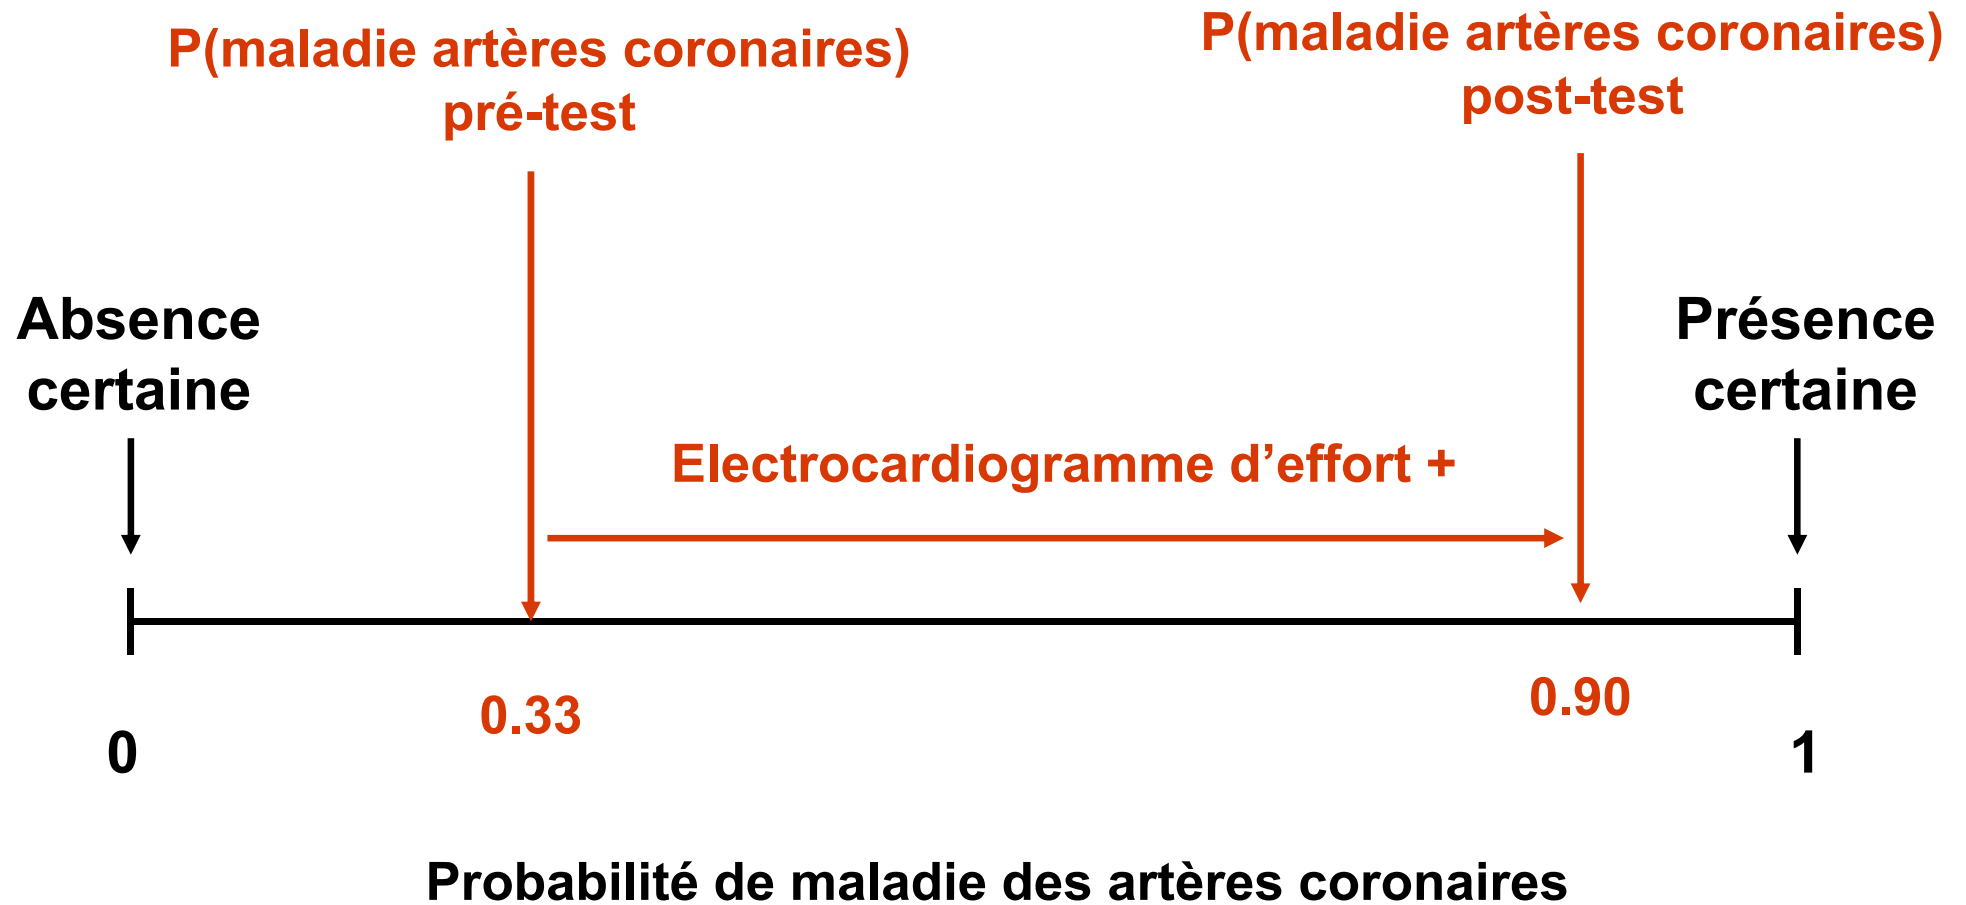 P(maladie artères coronaires)
pré-test
P(maladie artères coronaires)
post-test
Absence
certaine
Présence
certaine
Electrocardiogramme d’effort +
0.33
0.90
0
1
Probabilité de maladie des artères coronaires